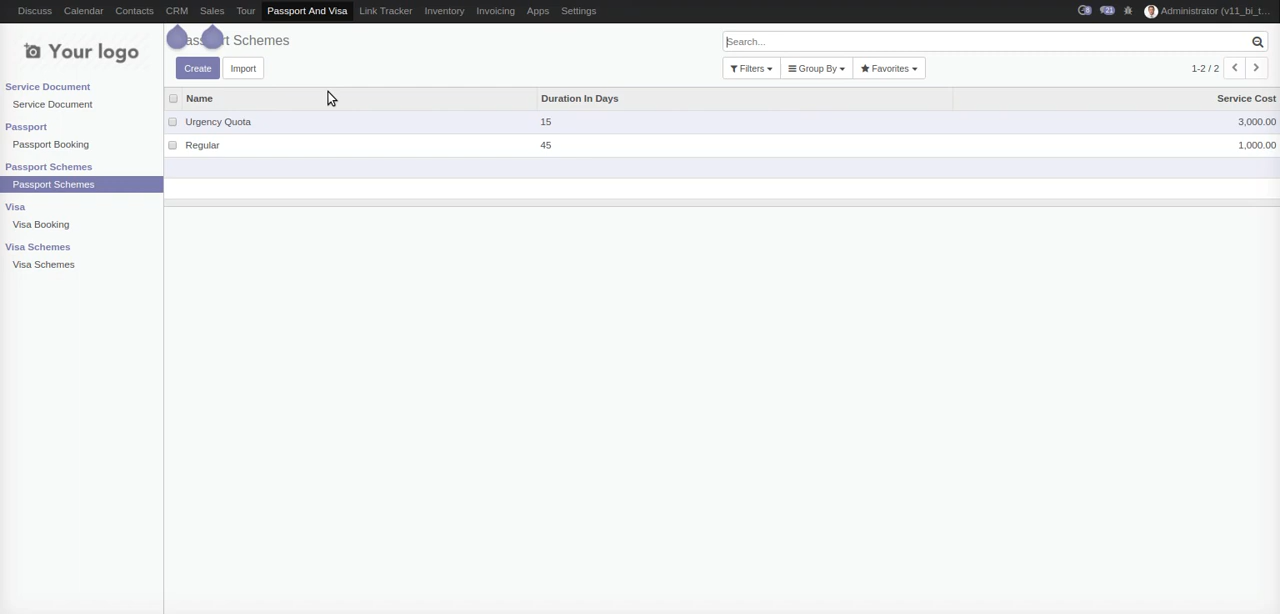 Discuss Calendar Contacts CRM Sales Tour Passport And Visa Link Tracker Inventory Invoicing Apps Settings 21 Administrator (v11_bi_t...
Your logo
Schemes
Search...
Create Import
Filters Group By Favorites
1-2 / 2
Service Document
Service Document
Passport
Passport Booking
Passport Schemes
Passport Schemes
Visa
Visa Booking
Visa Schemes
Visa Schemes
Name Duration In Days Service Cost
Urgency Quota 15 3,000.00
Regular 45 1,000.00